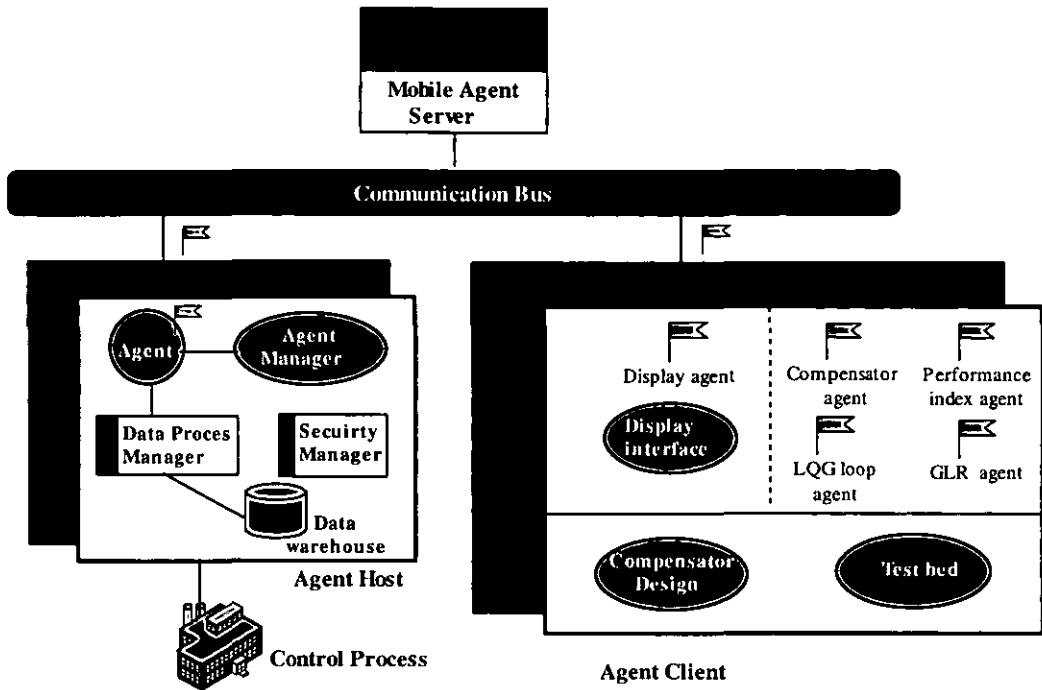 Mobile Agent
Server
Communication Bus
Agent
Agent
Manager
Data Proces
Manager
Secuirty
Manager
Data
warehouse
Agent Host
Control Process
Display agent
Display
interface
Compensator
agent
Performance
index agent
LQG loop
agent
GLR agent
Compensator
Design
Test bed
Agent Client